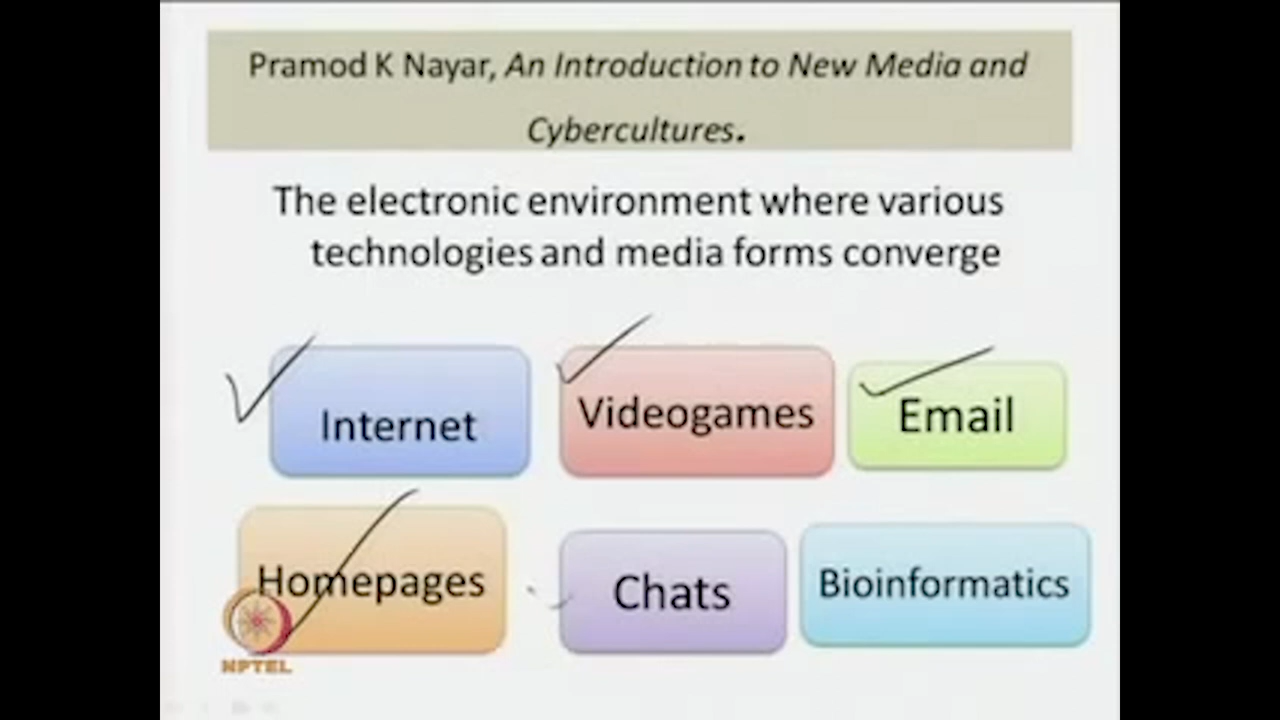 Pramod K Nayar, An Introduction to New Media and
Cybercultures.
The electronic environment where various
technologies and media forms converge
Internet
Videogames
Email
Homepages
Chats
Bioinformatics
NPTEL